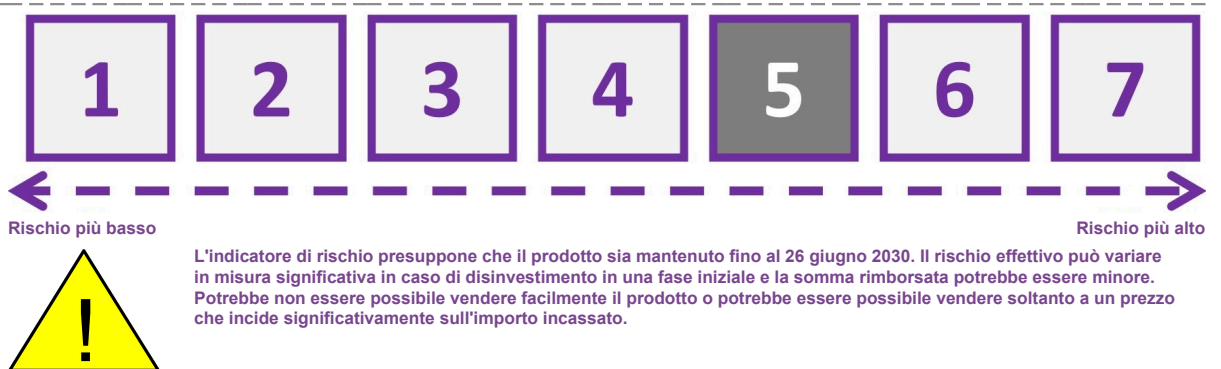 1 2 3 4 5 6 7
Rischio più basso Rischio più alto
L'indicatore di rischio presuppone che il prodotto sia mantenuto fino al 26 giugno 2030. Il rischio effettivo può variare
in misura significativa in caso di disinvestimento in una fase iniziale e la somma rimborsata potrebbe essere minore.
Potrebbe non essere possibile vendere facilmente il prodotto o potrebbe essere possibile vendere soltanto a un prezzo
che incide significativamente sull'importo incassato.
!